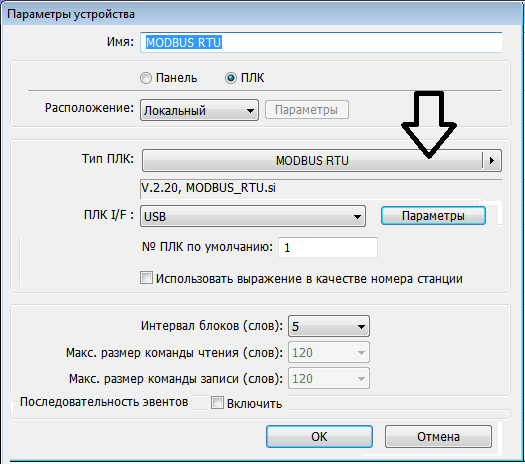 Параметры устройства
Имя: MODBUS RTU
Панель ПЛК
Расположение: Локальный Параметры
Тип ПЛК: MODBUS RTU
V.2.20, MODBUS_RTU.si
ПЛК I/F : USB Параметры
№ ПЛК по умолчанию: 1
Использовать выражение в качестве номера станции
Интервал блоков (слов): 5
Макс. размер команды чтения (слов): 120
Макс. размер команды записи (слов): 120
Последовательность эвентов Включить
OK Отмена